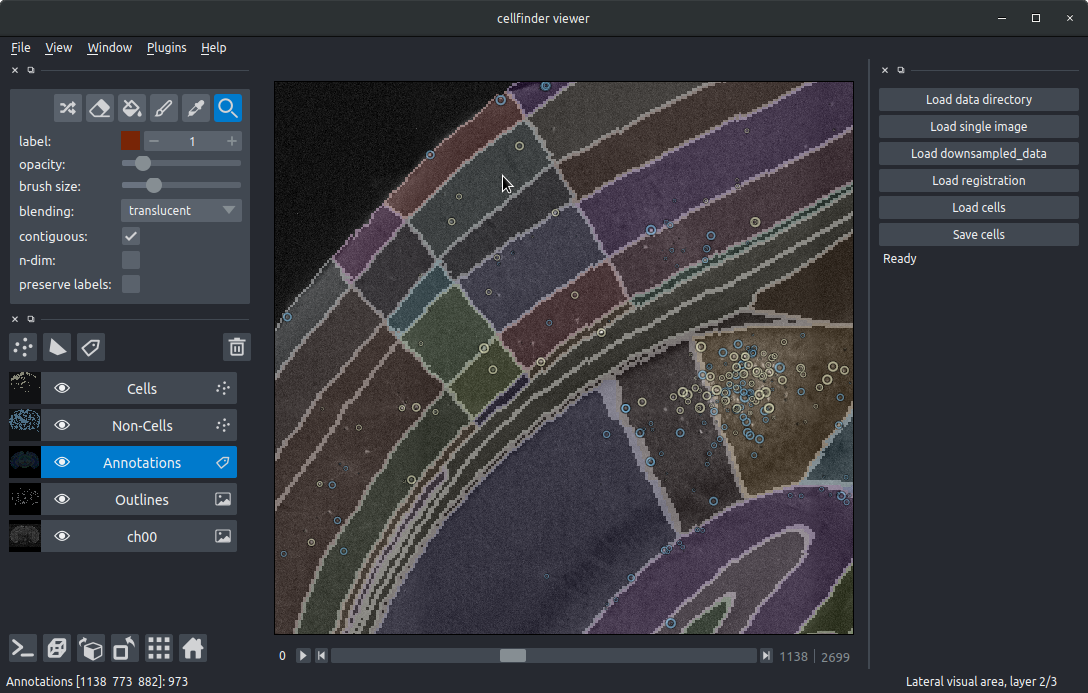 cellfinder viewer
File View Window Plugins Help
label: 1
opacity:
brush size:
blending: translucent
contiguous:
n-dim:
preserve labels:
Cells
Non-Cells
Annotations
Outlines
ch00
Load data directory
Load single image
Load downsampled_data
Load registration
Load cells
Save cells
Ready
0 1138 2699
Annotations [1138 773 882]: 973
Lateral visual area, layer 2/3